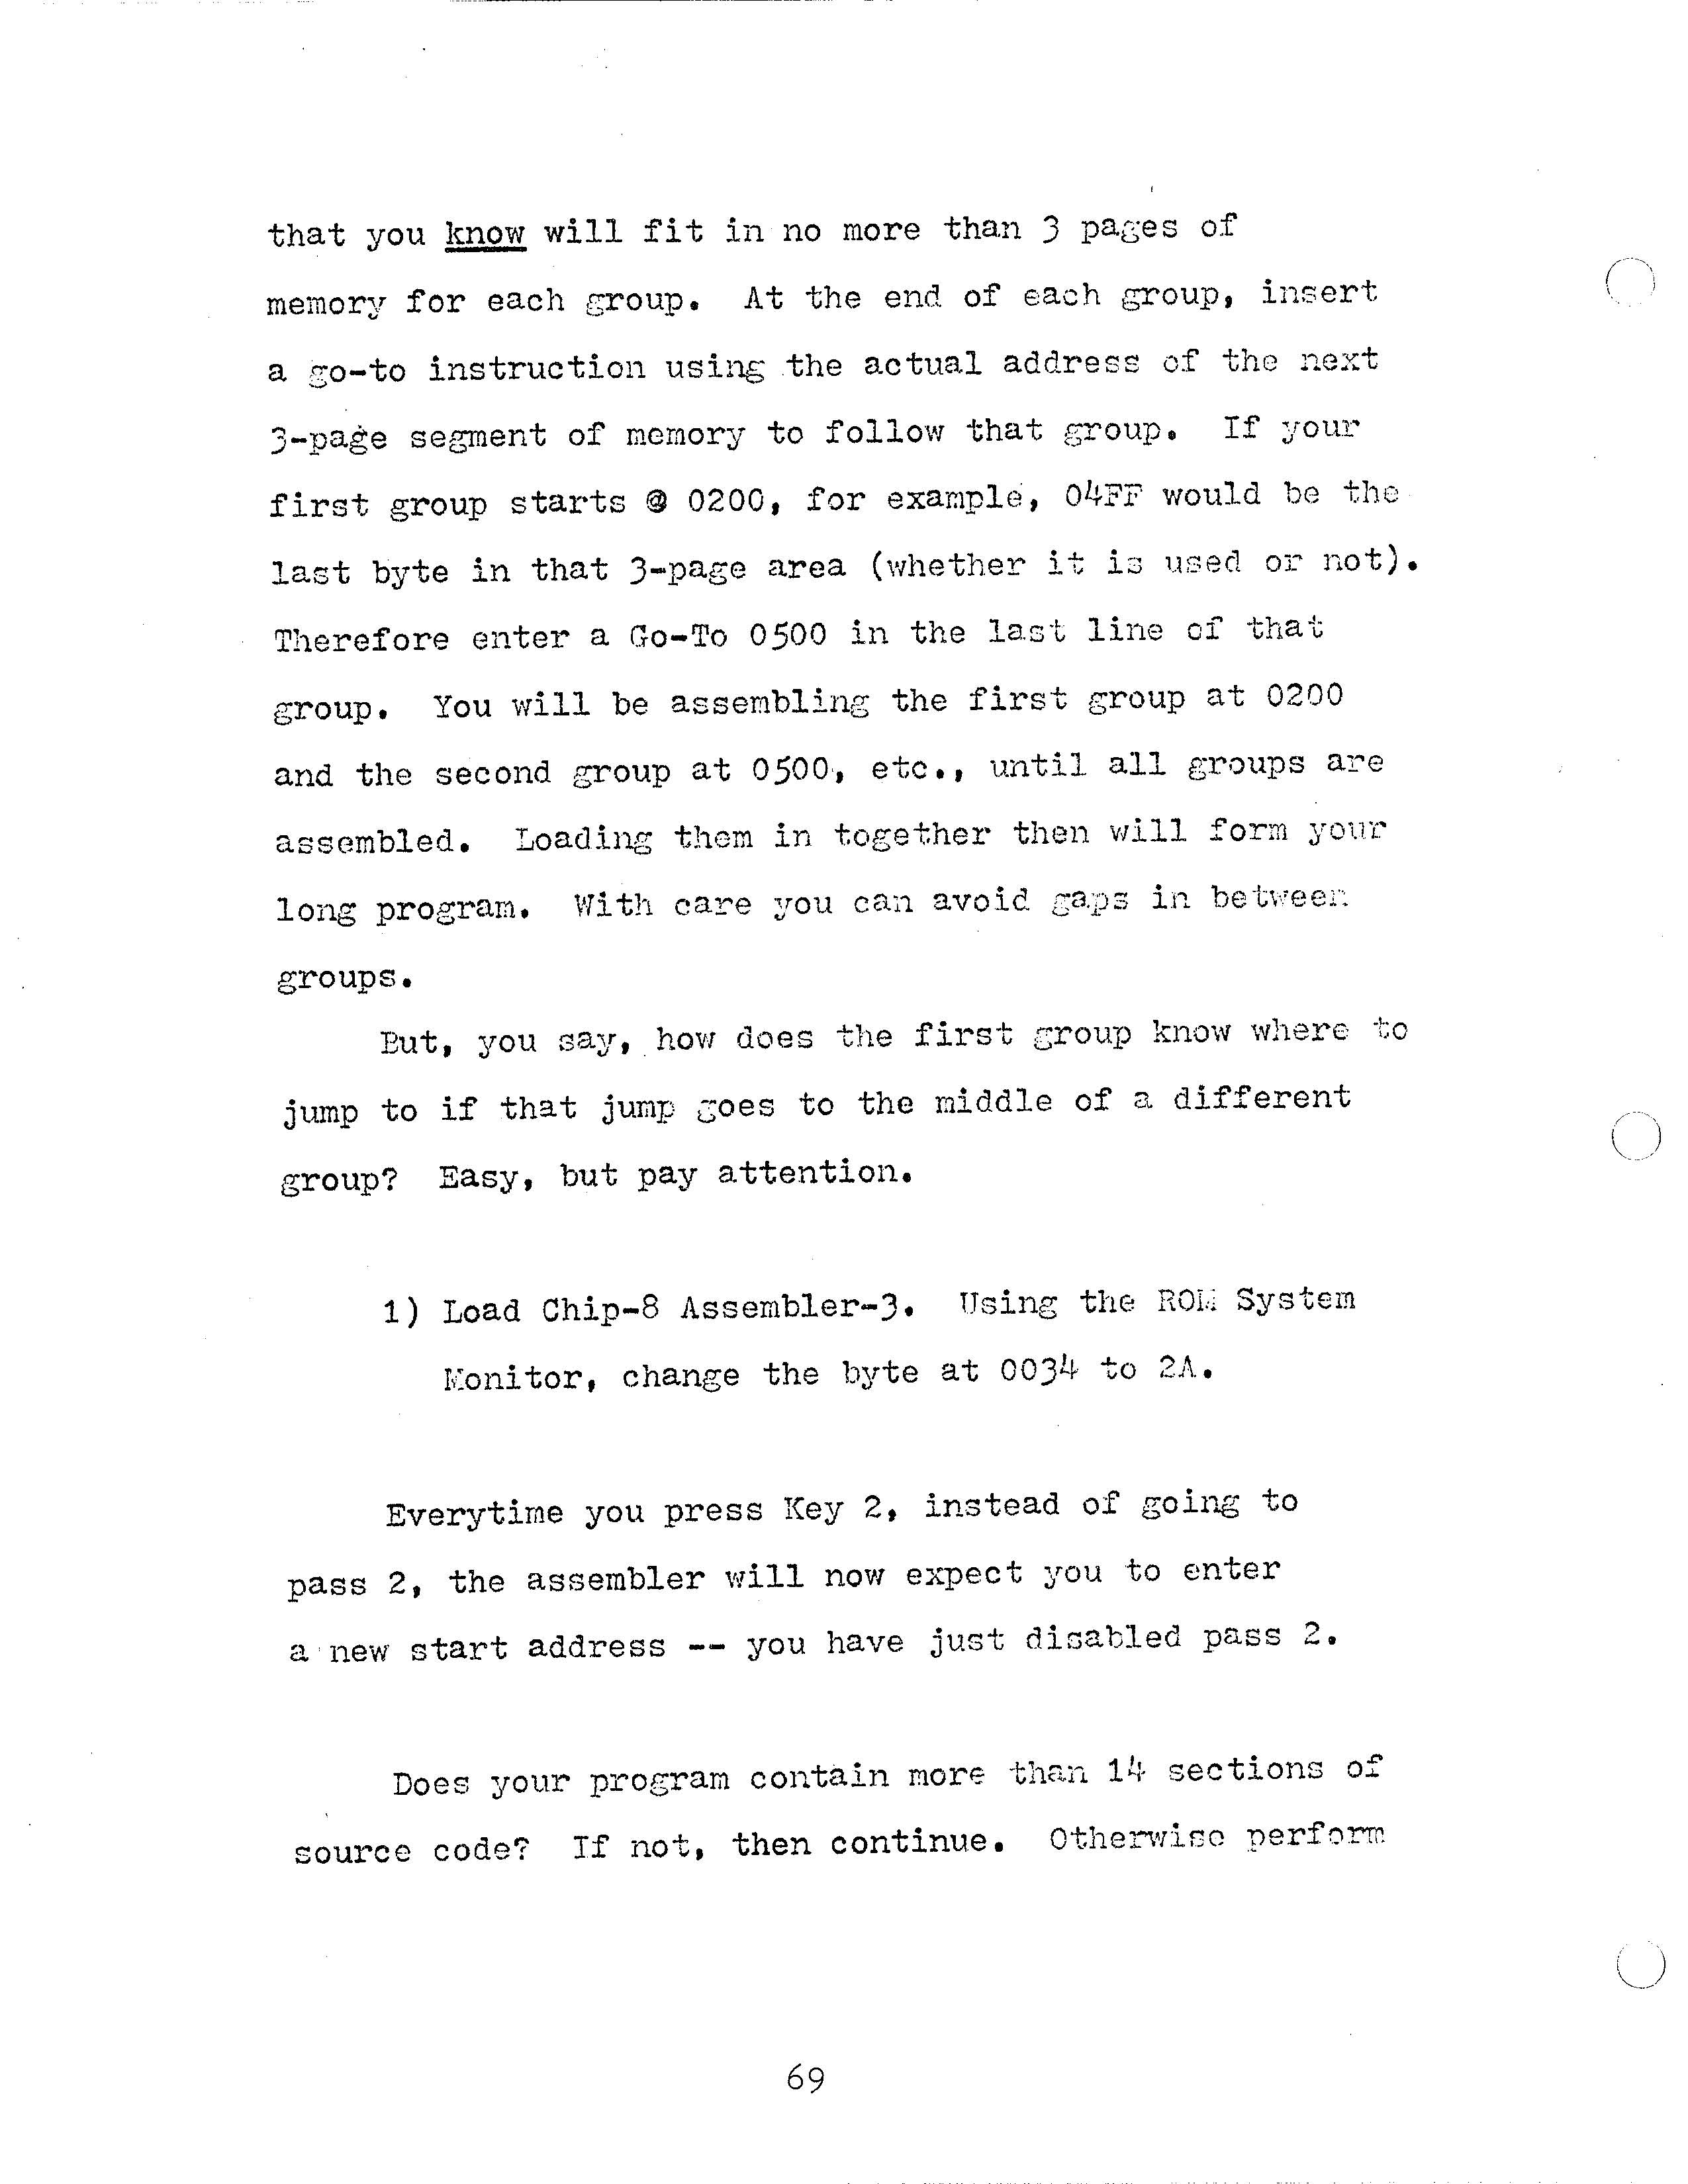 that you know will fit in no more than 3 pages of
memory for each group.  At the end of each group, insert
a go-to instruction using the actual address of the next
3-page segment of memory to follow that group.  If your
first group starts @ 0200, for example, 04FF would be the
last byte in that 3-page area (whether it is used or not).
Therefore enter a Go-To 0500 in the last line of that
group.  You will be assembling the first group at 0200
and the second group at 0500, etc., until all groups are
assembled.  Loading them in together then will form your
long program.  With care you can avoid gaps in between
groups.
But, you say, how does the first group know where to
jump to if that jump goes to the middle of a different
group?  Easy, but pay attention.
1) Load Chip-8 Assembler-3.  Using the ROM System
Monitor, change the byte at 0034 to 2A.
Everytime you press Key 2, instead of going to
pass 2, the assembler will now expect you to enter
a new start address -- you have just disabled pass 2.
Does your program contain more than 14 sections of
source code?  If not, then continue.  Otherwise perform
69